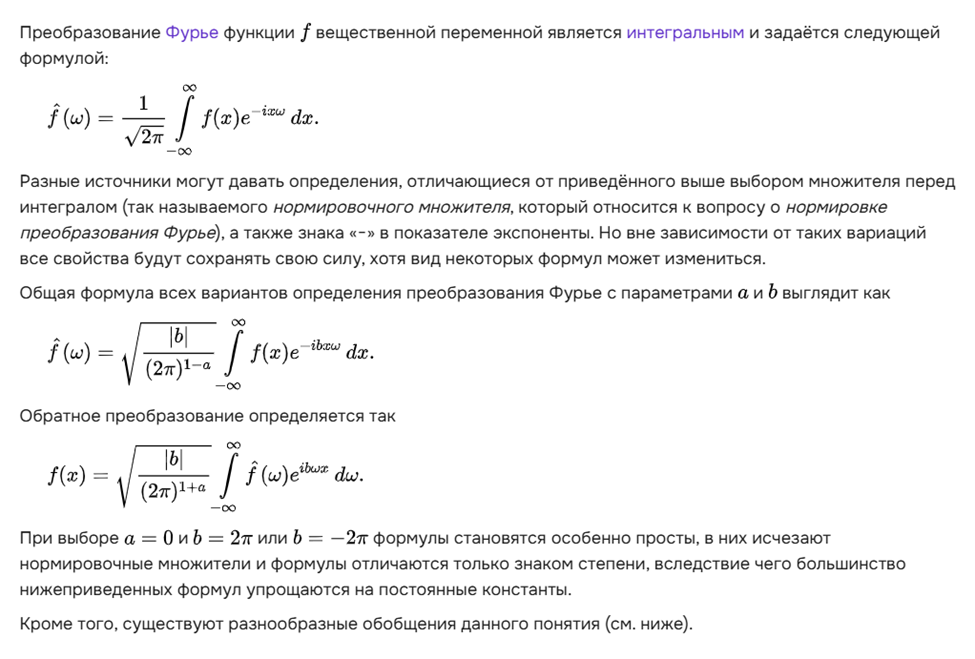 Преобразование Фурье функции f вещественной переменной является интегральным и задаётся следующей
формулой:
f̂ (ω) = 1/√2π ∫_{−∞}^{∞} f(x)e^{−ixω} dx.
Разные источники могут давать определения, отличающиеся от приведённого выше выбором множителя перед
интегралом (так называемого нормировочного множителя, который относится к вопросу о нормировке
преобразования Фурье), а также знака «−» в показателе экспоненты. Но вне зависимости от таких вариаций
все свойства будут сохранять свою силу, хотя вид некоторых формул может измениться.
Общая формула всех вариантов определения преобразования Фурье с параметрами a и b выглядит как
f̂ (ω) = √(|b|/(2π)^{1−a}) ∫_{−∞}^{∞} f(x)e^{−ibxω} dx.
Обратное преобразование определяется так
f(x) = √(|b|/(2π)^{1+a}) ∫_{−∞}^{∞} f̂ (ω)e^{ibωx} dω.
При выборе a = 0 и b = 2π или b = −2π формулы становятся особенно просты, в них исчезают
нормировочные множители и формулы отличаются только знаком степени, вследствие чего большинство
нижеприведенных формул упрощаются на постоянные константы.
Кроме того, существуют разнообразные обобщения данного понятия (см. ниже).